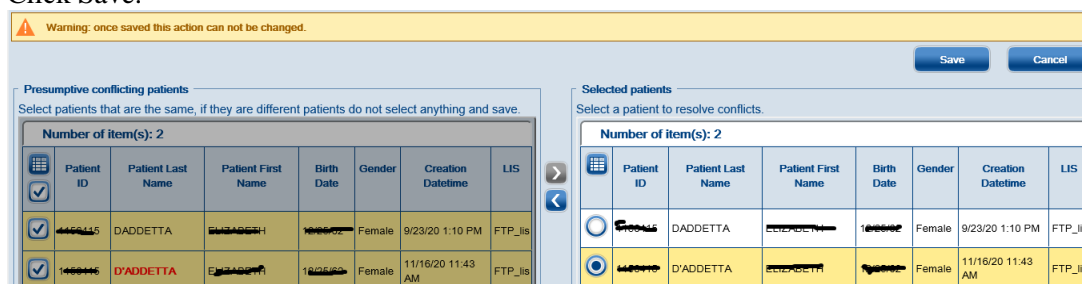 Click Save.
Warning: once saved this action can not be changed.
Save Cancel
Presumptive conflicting patients
Select patients that are the same, if they are different patients do not select anything and save.
Number of item(s): 2
Patient ID Patient Last Name Patient First Name Birth Date Gender Creation Datetime LIS
DADDETTA Female 9/23/20 1:10 PM FTP_lis
D'ADDETTA Female 11/16/20 11:43 AM FTP_lis
Selected patients
Select a patient to resolve conflicts.
Number of item(s): 2
Patient ID Patient Last Name Patient First Name Birth Date Gender Creation Datetime LIS
DADDETTA Female 9/23/20 1:10 PM FTP_li
D'ADDETTA Female 11/16/20 11:43 AM FTP_li